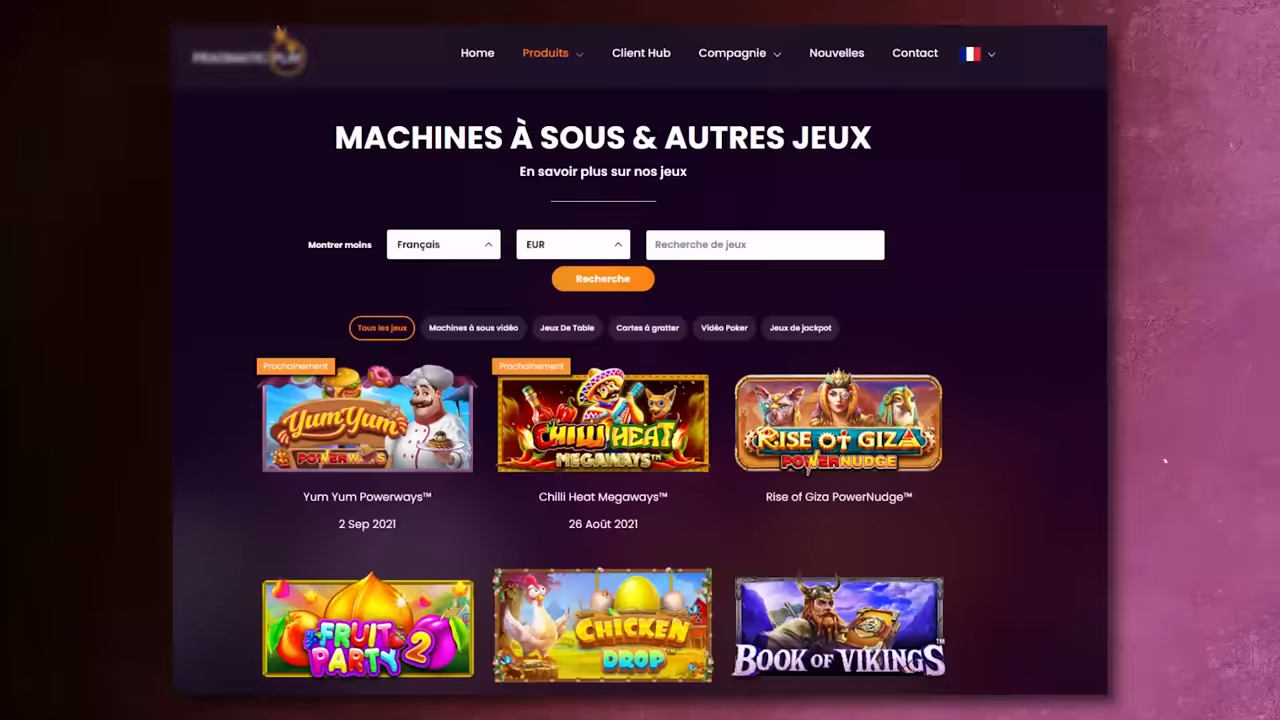 Home Produits Client Hub Compagnie Nouvelles Contact
MACHINES À SOUS & AUTRES JEUX
En savoir plus sur nos jeux
Montrer moins Français EUR Recherche de jeux
Recherche
Tous les jeux Machines à sous vidéo Jeux De Table Cartes à gratter Vidéo Poker Jeux de jackpot
Prochainement Prochainement
YUM YUM POWERWAYS
CHILLI HEAT MEGAWAYS™
RISE OF GIZA POWERNUDGE
Yum Yum Powerways™ Chilli Heat Megaways™ Rise of Giza PowerNudge™
2 Sep 2021 26 Août 2021
FRUIT PARTY 2
CHICKEN DROP™
BOOK OF VIKINGS™